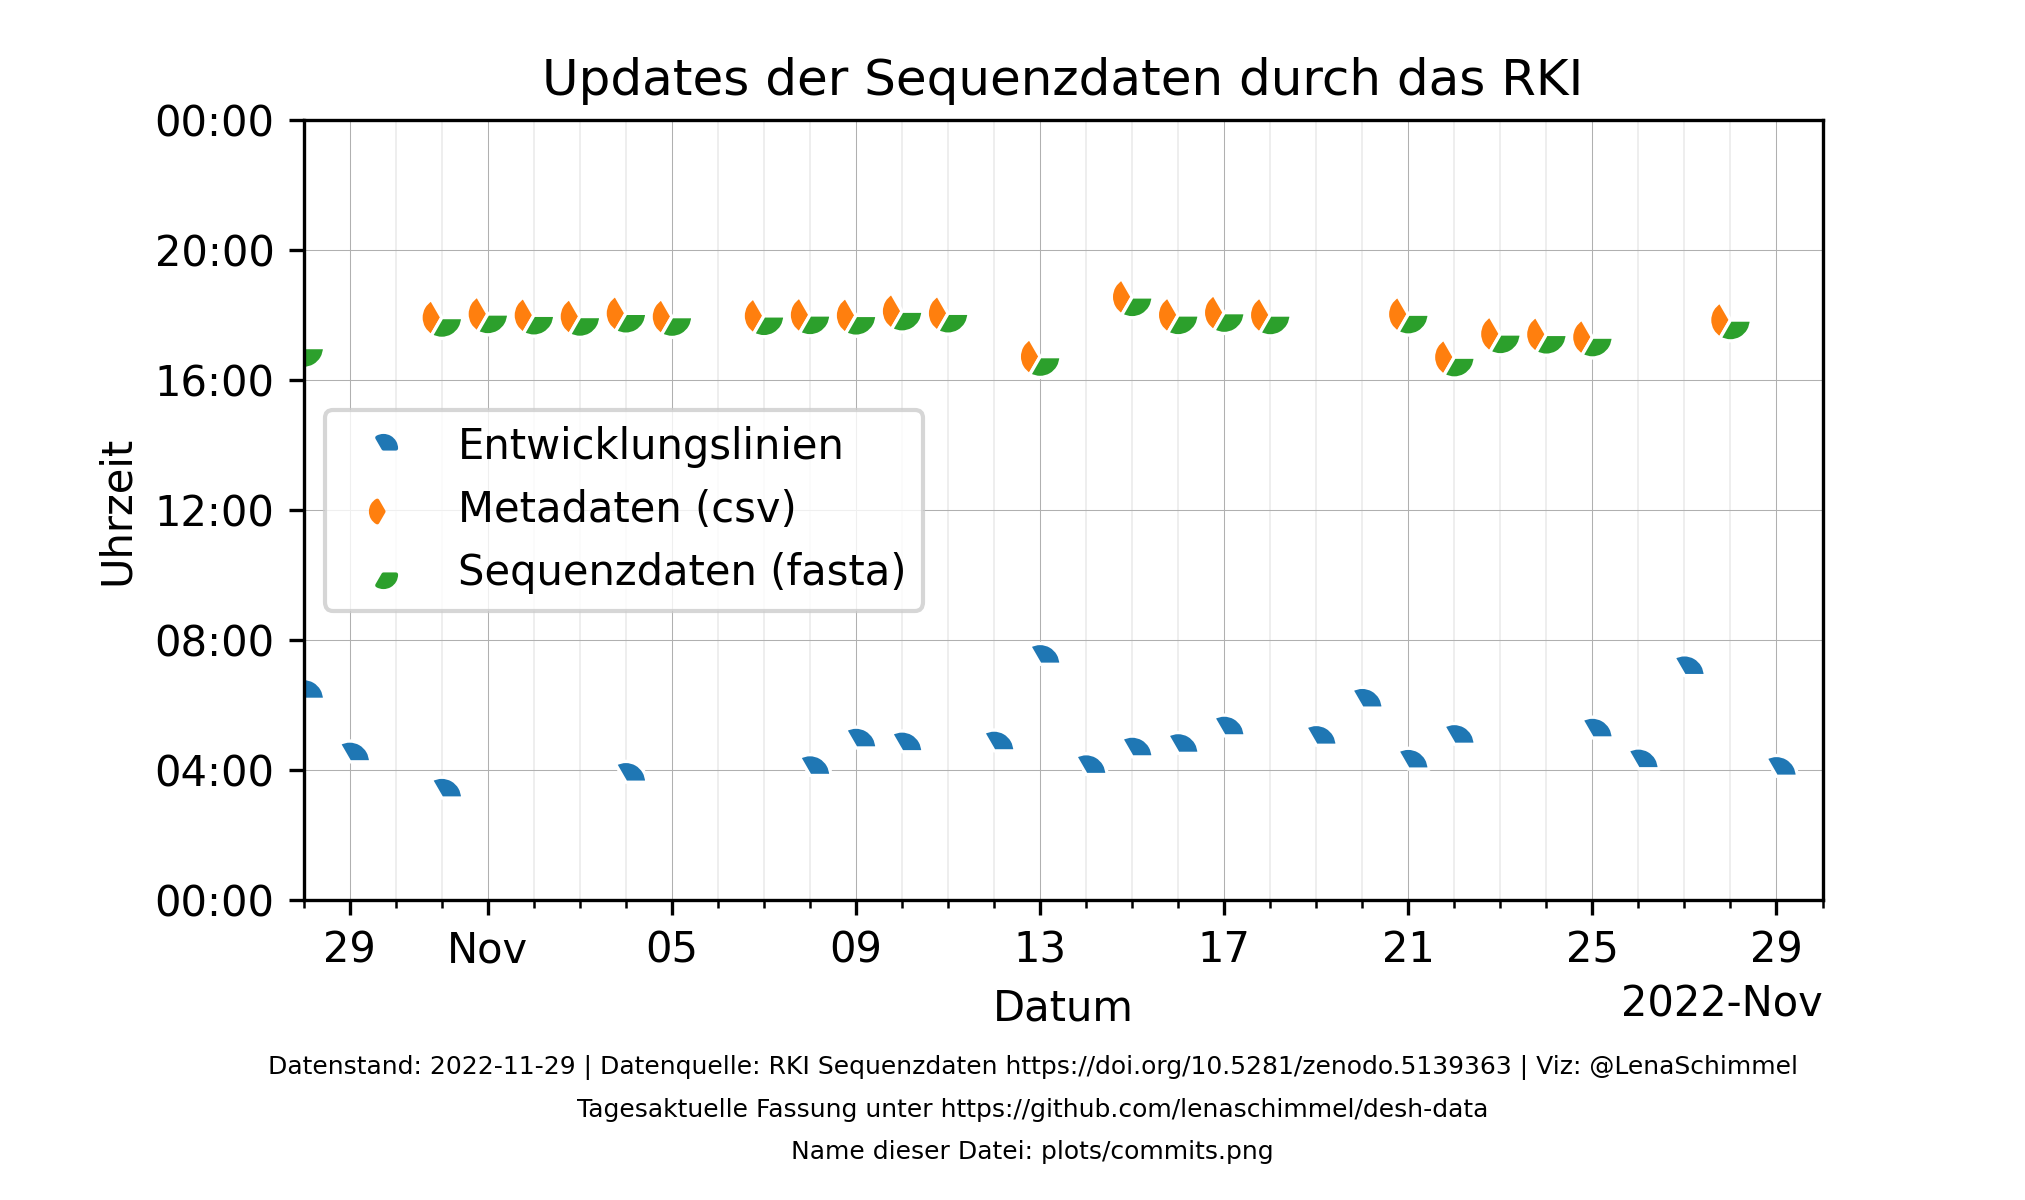 Updates der Sequenzdaten durch das RKI
00:00
20:00
16:00
12:00
08:00
04:00
00:00
Uhrzeit
Entwicklungslinien
Metadaten (csv)
Sequenzdaten (fasta)
29 Nov 05 09 13 17 21 25 29
Datum
2022-Nov
Datenstand: 2022-11-29 | Datenquelle: RKI Sequenzdaten https://doi.org/10.5281/zenodo.5139363 | Viz: @LenaSchimmel
Tagesaktuelle Fassung unter https://github.com/lenaschimmel/desh-data
Name dieser Datei: plots/commits.png